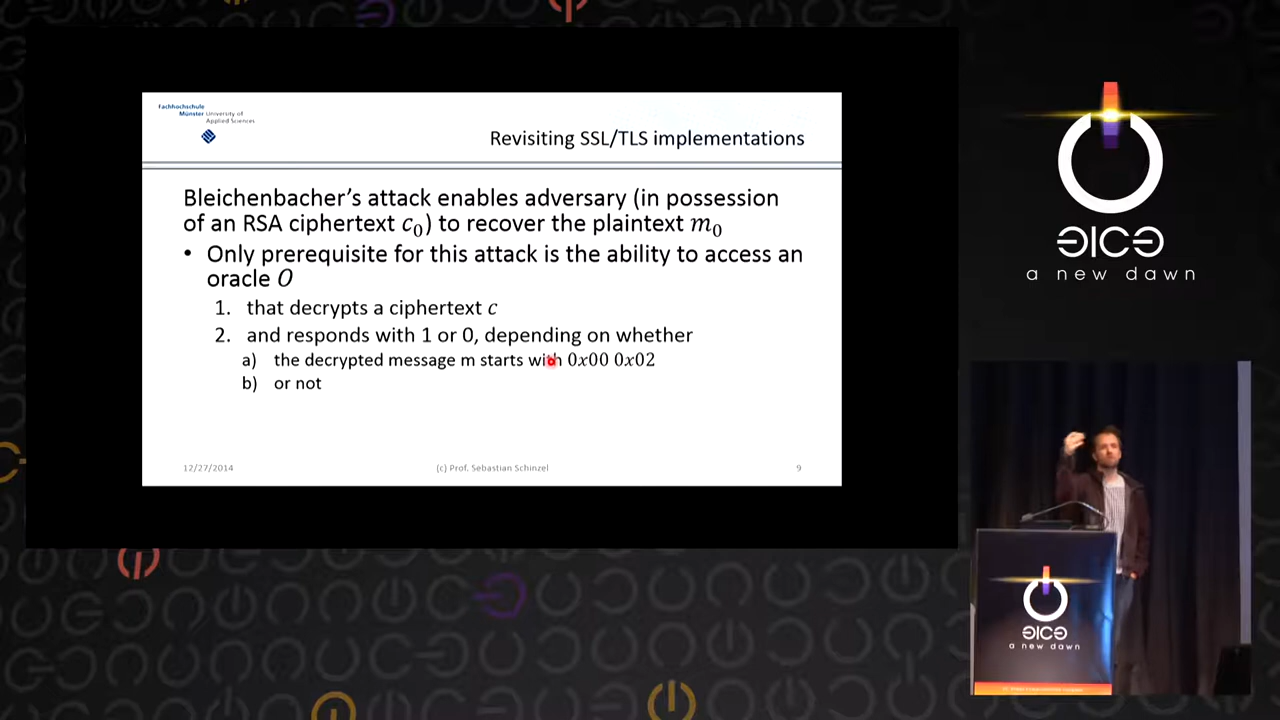 Fachhochschule
Münster University of
Applied Sciences
Revisiting SSL/TLS implementations
Bleichenbacher's attack enables adversary (in possession
of an RSA ciphertext c₀) to recover the plaintext m₀
• Only prerequisite for this attack is the ability to access an
oracle O
1. that decrypts a ciphertext c
2. and responds with 1 or 0, depending on whether
a) the decrypted message m starts with 0x00 0x02
b) or not
12/27/2014
(c) Prof. Sebastian Schinzel
9
a new dawn
a new dawn